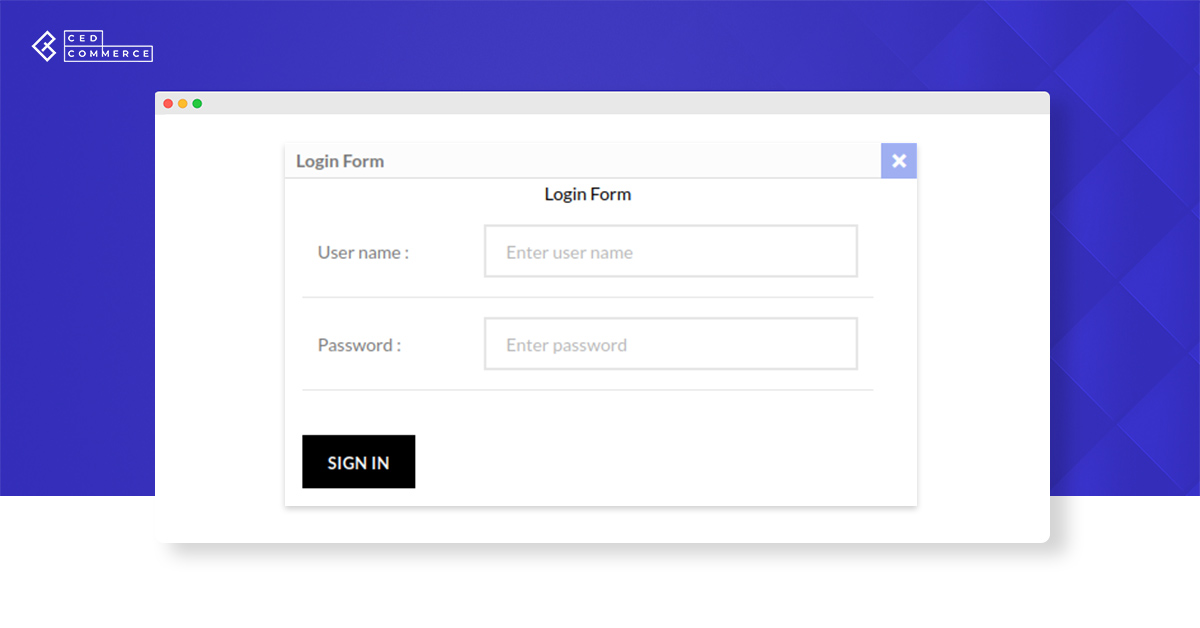 CED
COMMERCE
Login Form
Login Form
User name :
Enter user name
Password :
Enter password
SIGN IN